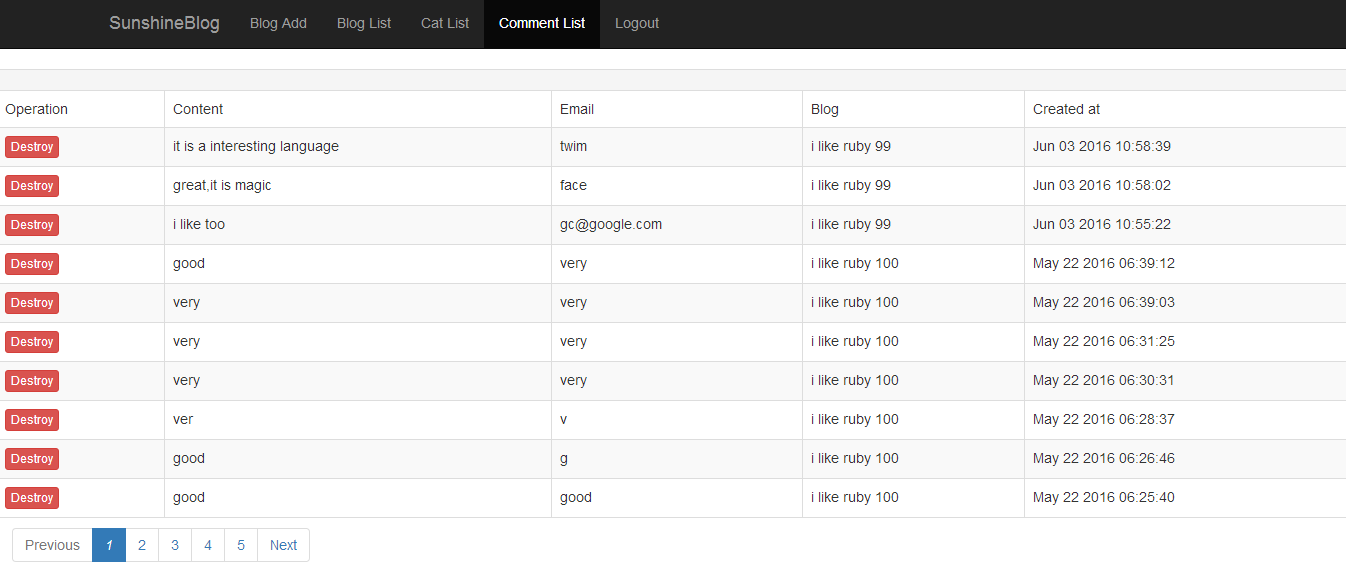 SunshineBlog Blog Add Blog List Cat List Comment List Logout
Operation Content Email Blog Created at
Destroy it is a interesting language twim i like ruby 99 Jun 03 2016 10:58:39
Destroy great,it is magic face i like ruby 99 Jun 03 2016 10:58:02
Destroy i like too gc@google.com i like ruby 99 Jun 03 2016 10:55:22
Destroy good very i like ruby 100 May 22 2016 06:39:12
Destroy very very i like ruby 100 May 22 2016 06:39:03
Destroy very very i like ruby 100 May 22 2016 06:31:25
Destroy very very i like ruby 100 May 22 2016 06:30:31
Destroy ver v i like ruby 100 May 22 2016 06:28:37
Destroy good g i like ruby 100 May 22 2016 06:26:46
Destroy good good i like ruby 100 May 22 2016 06:25:40
Previous 1 2 3 4 5 Next